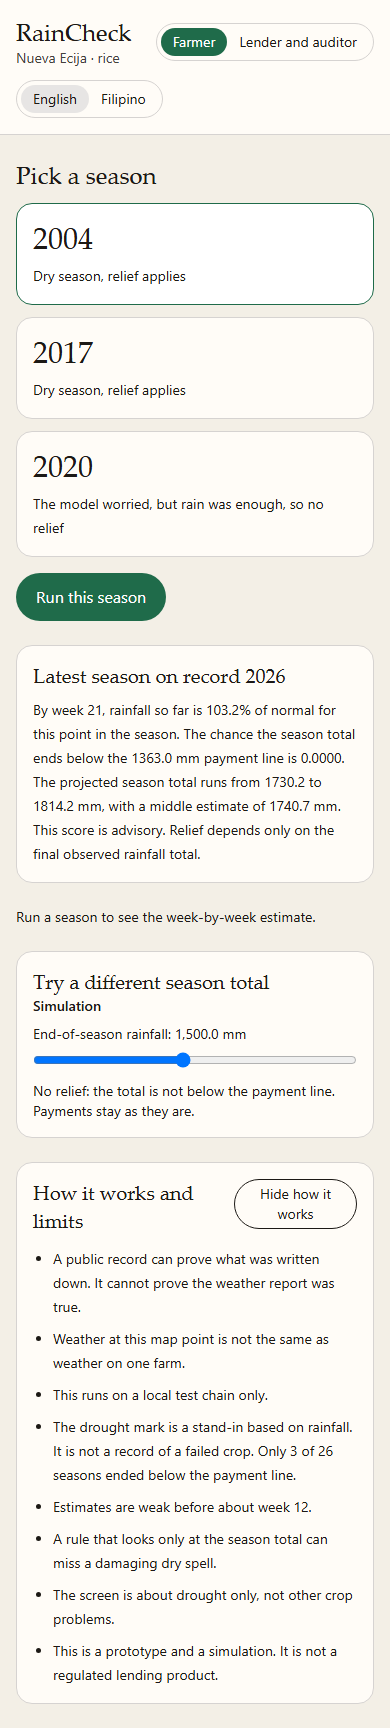 RainCheck
Nueva Ecija · rice
Farmer
Lender and auditor
English
Filipino
Pick a season
2004
Dry season, relief applies
2017
Dry season, relief applies
2020
The model worried, but rain was enough, so no
relief
Run this season
Latest season on record 2026
By week 21, rainfall so far is 103.2% of normal for
this point in the season. The chance the season total
ends below the 1363.0 mm payment line is 0.0000.
The projected season total runs from 1730.2 to
1814.2 mm, with a middle estimate of 1740.7 mm.
This score is advisory. Relief depends only on the
final observed rainfall total.
Run a season to see the week-by-week estimate.
Try a different season total
Simulation
End-of-season rainfall: 1,500.0 mm
No relief: the total is not below the payment line.
Payments stay as they are.
How it works and
limits
Hide how it
works
• A public record can prove what was written
down. It cannot prove the weather report was
true.
• Weather at this map point is not the same as
weather on one farm.
• This runs on a local test chain only.
• The drought mark is a stand-in based on rainfall.
It is not a record of a failed crop. Only 3 of 26
seasons ended below the payment line.
• Estimates are weak before about week 12.
• A rule that looks only at the season total can
miss a damaging dry spell.
• The screen is about drought only, not other crop
problems.
• This is a prototype and a simulation. It is not a
regulated lending product.